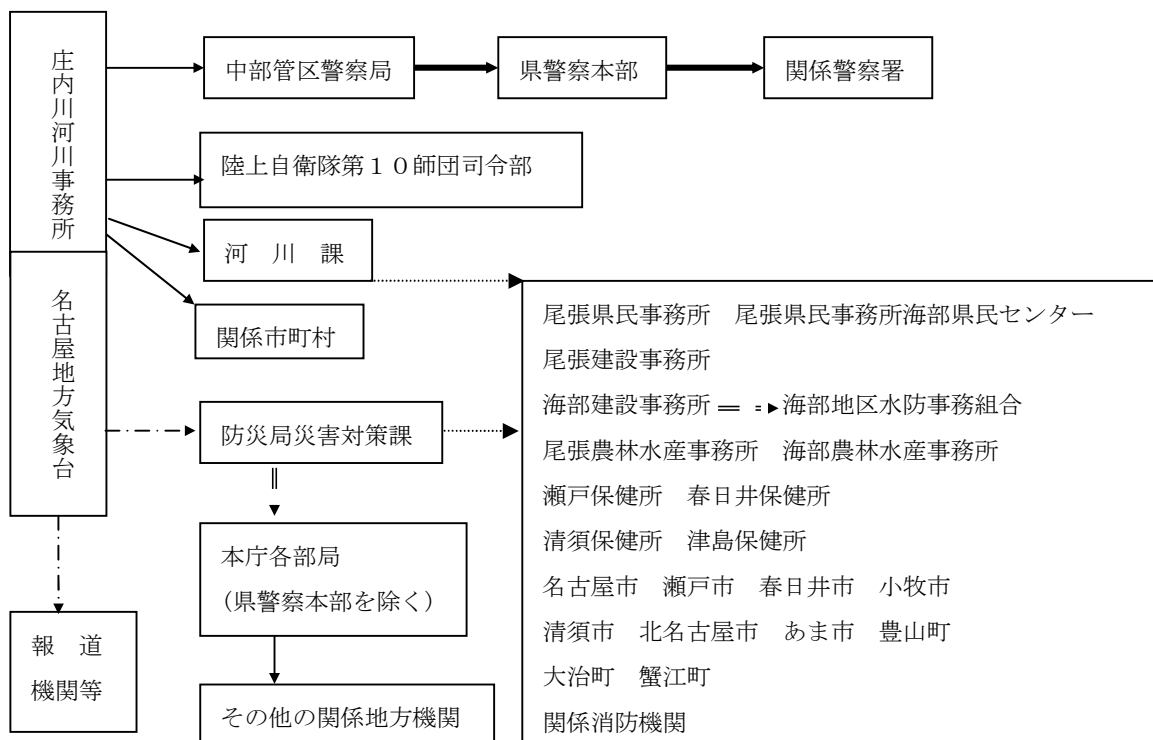 庄内川河川事務所
中部管区警察局
県警察本部
関係警察署
陸上自衛隊第１０師団司令部
河　川　課
関係市町村
名古屋地方気象台
防災局災害対策課
本庁各部局
（県警察本部を除く）
その他の関係地方機関
報　道
機関等
尾張県民事務所　尾張県民事務所海部県民センター
尾張建設事務所
海部建設事務所　海部地区水防事務組合
尾張農林水産事務所　海部農林水産事務所
瀬戸保健所　春日井保健所
清須保健所　津島保健所
名古屋市　瀬戸市　春日井市　小牧市
清須市　北名古屋市　あま市　豊山町
大治町　蟹江町
関係消防機関